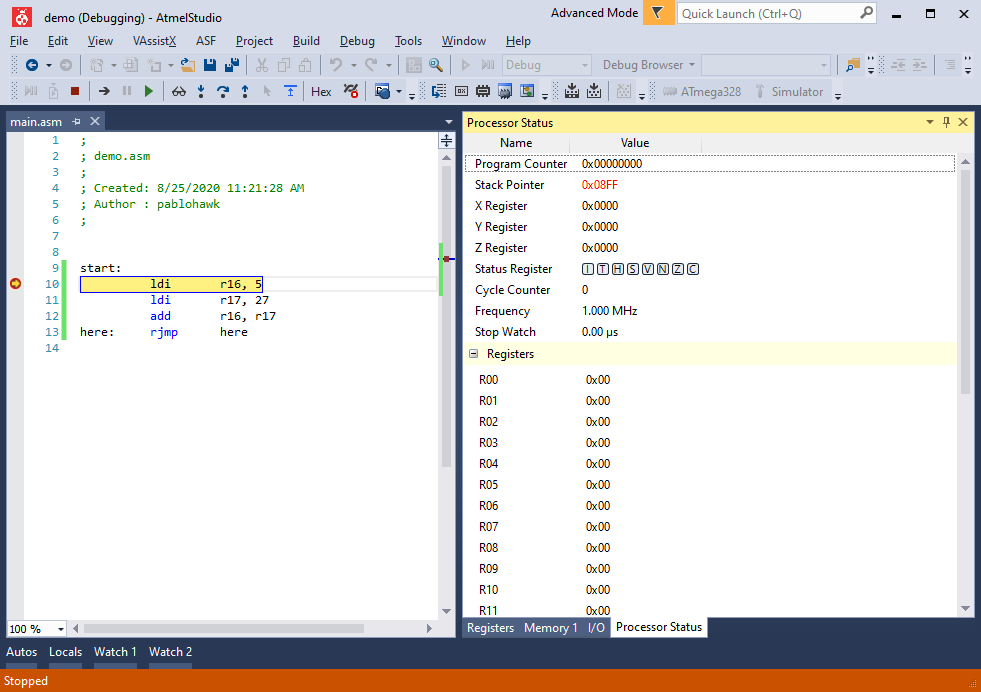 demo (Debugging) - AtmelStudio
Advanced Mode
Quick Launch (Ctrl+Q)
File Edit View VAssistX ASF Project Build Debug Tools Window Help
Debug Debug Browser
Hex ATmega328 Simulator
main.asm
1 ;
2 ; demo.asm
3 ;
4 ; Created: 8/25/2020 11:21:28 AM
5 ; Author : pablohawk
6 ;
7
8
9 start:
10 ldi r16, 5
11 ldi r17, 27
12 add r16, r17
13 here: rjmp here
14
100 %
Processor Status
Name Value
Program Counter 0x00000000
Stack Pointer 0x08FF
X Register 0x0000
Y Register 0x0000
Z Register 0x0000
Status Register I T H S V N Z C
Cycle Counter 0
Frequency 1.000 MHz
Stop Watch 0.00 µs
Registers
R00 0x00
R01 0x00
R02 0x00
R03 0x00
R04 0x00
R05 0x00
R06 0x00
R07 0x00
R08 0x00
R09 0x00
R10 0x00
R11 0x00
Registers Memory 1 I/O Processor Status
Autos Locals Watch 1 Watch 2
Stopped